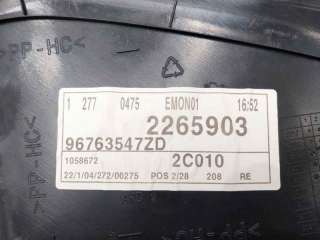 >PP-HC<
>PP-HC<
1 277 0475 EMON01 16:52
2265903
96763547ZD
1058672 2C010
22/1/04/272/00275 POS 2/28 208 RE